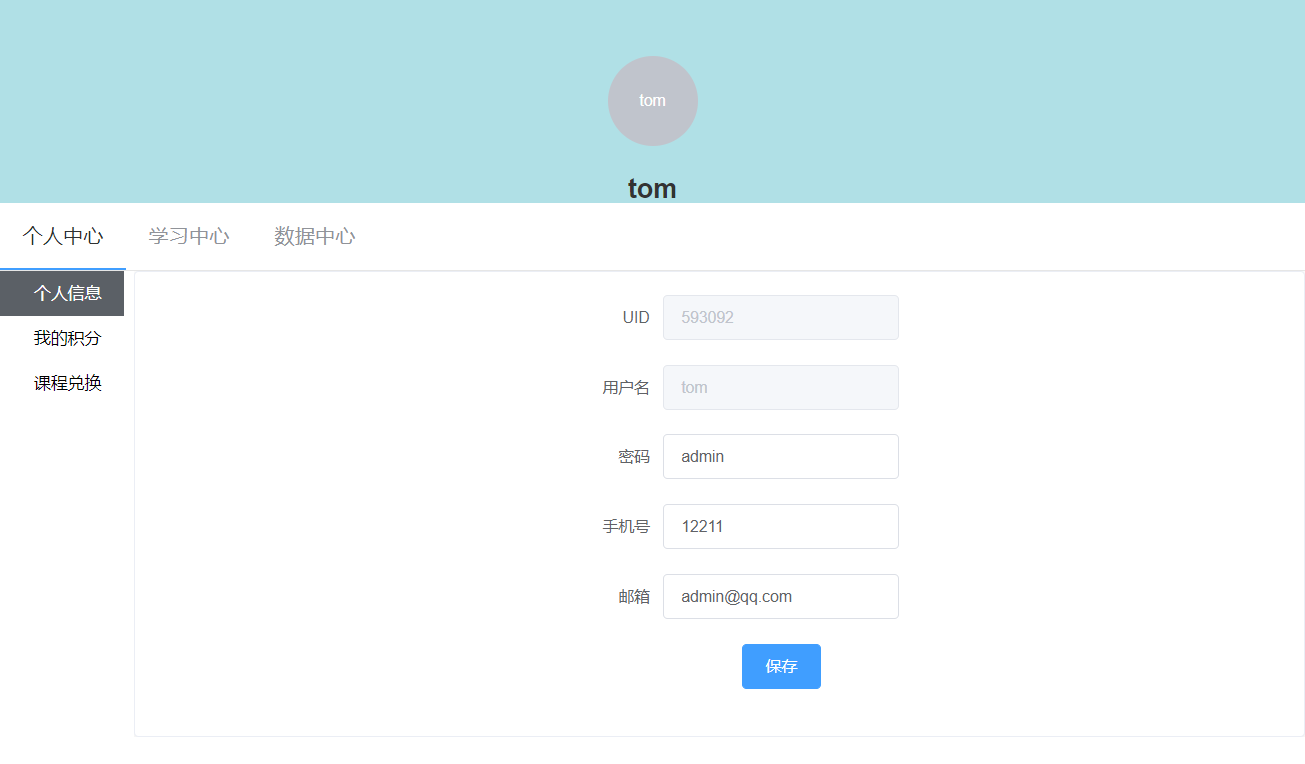 tom
tom
个人中心 学习中心 数据中心
个人信息
我的积分
课程兑换
UID 593092
用户名 tom
密码 admin
手机号 12211
邮箱 admin@qq.com
保存